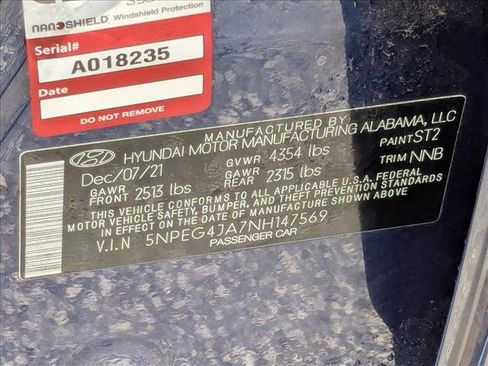 NANOSHIELD Windshield Protection
Serial#
A018235
Date
DO NOT REMOVE
MANUFACTURED BY
HYUNDAI MOTOR MANUFACTURING ALABAMA, LLC
Dec/07/21 GVWR 4354 lbs PAINT ST2
GAWR FRONT 2513 lbs GAWR REAR 2315 lbs TRIM NNB
THIS VEHICLE CONFORMS TO ALL APPLICABLE U.S.A. FEDERAL
MOTOR VEHICLE SAFETY, BUMPER, AND THEFT PREVENTION STANDARDS
IN EFFECT ON THE DATE OF MANUFACTURE SHOWN ABOVE.
V.I.N 5NPEG4JA7NH147569
PASSENGER CAR